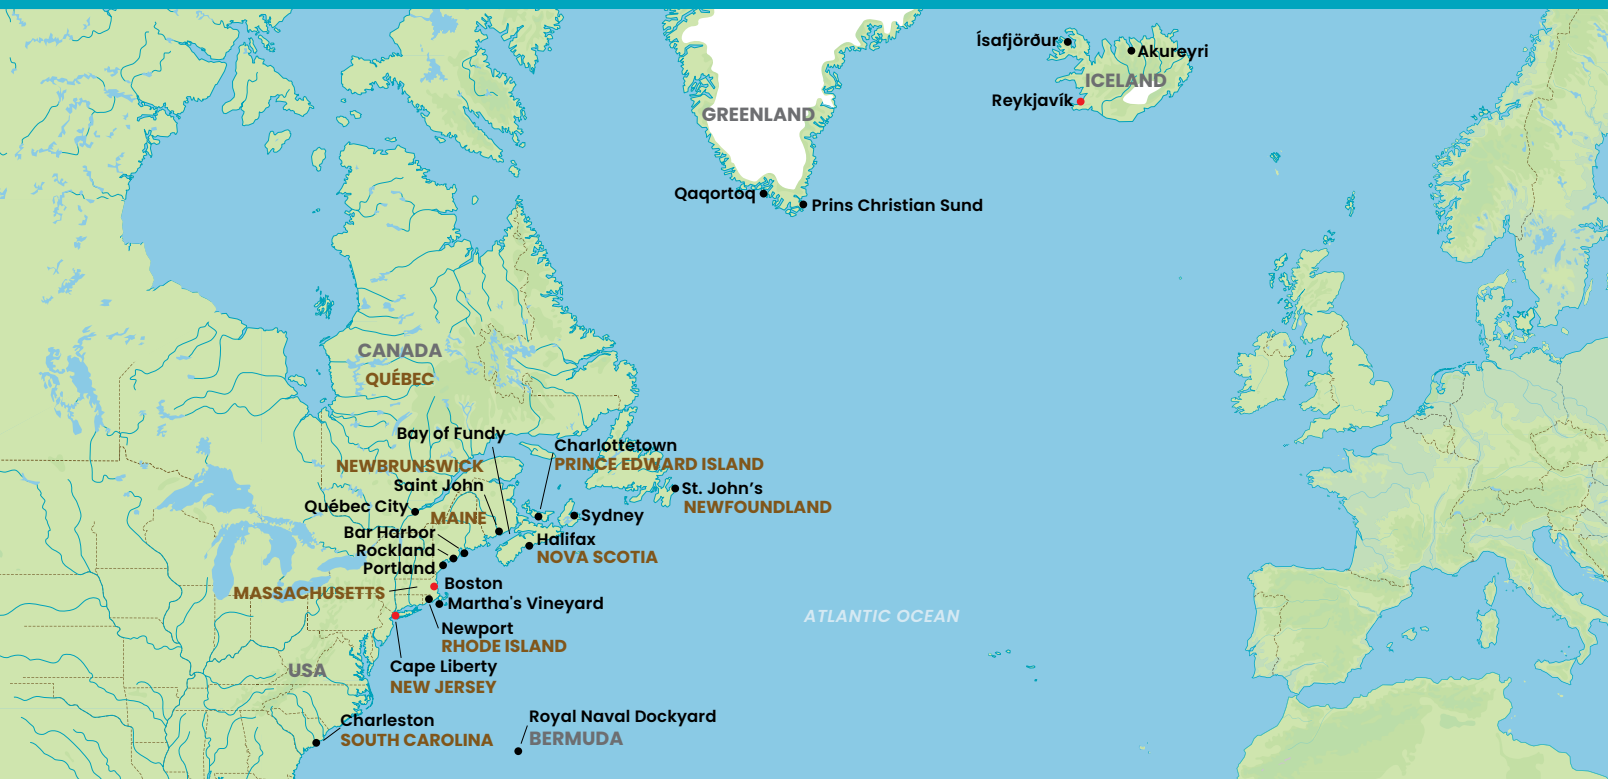 Ísafjörður
Akureyri
ICELAND
Reykjavík
GREENLAND
Qaqortoq
Prins Christian Sund
CANADA
QUÉBEC
Bay of Fundy
Charlottetown
PRINCE EDWARD ISLAND
NEWBRUNSWICK
Saint John
St. John’s
NEWFOUNDLAND
Québec City
MAINE
Sydney
Bar Harbor
Halifax
Rockland
NOVA SCOTIA
Portland
Boston
MASSACHUSETTS
Martha's Vineyard
ATLANTIC OCEAN
Newport
RHODE ISLAND
USA
Cape Liberty
NEW JERSEY
Charleston
SOUTH CAROLINA
Royal Naval Dockyard
BERMUDA